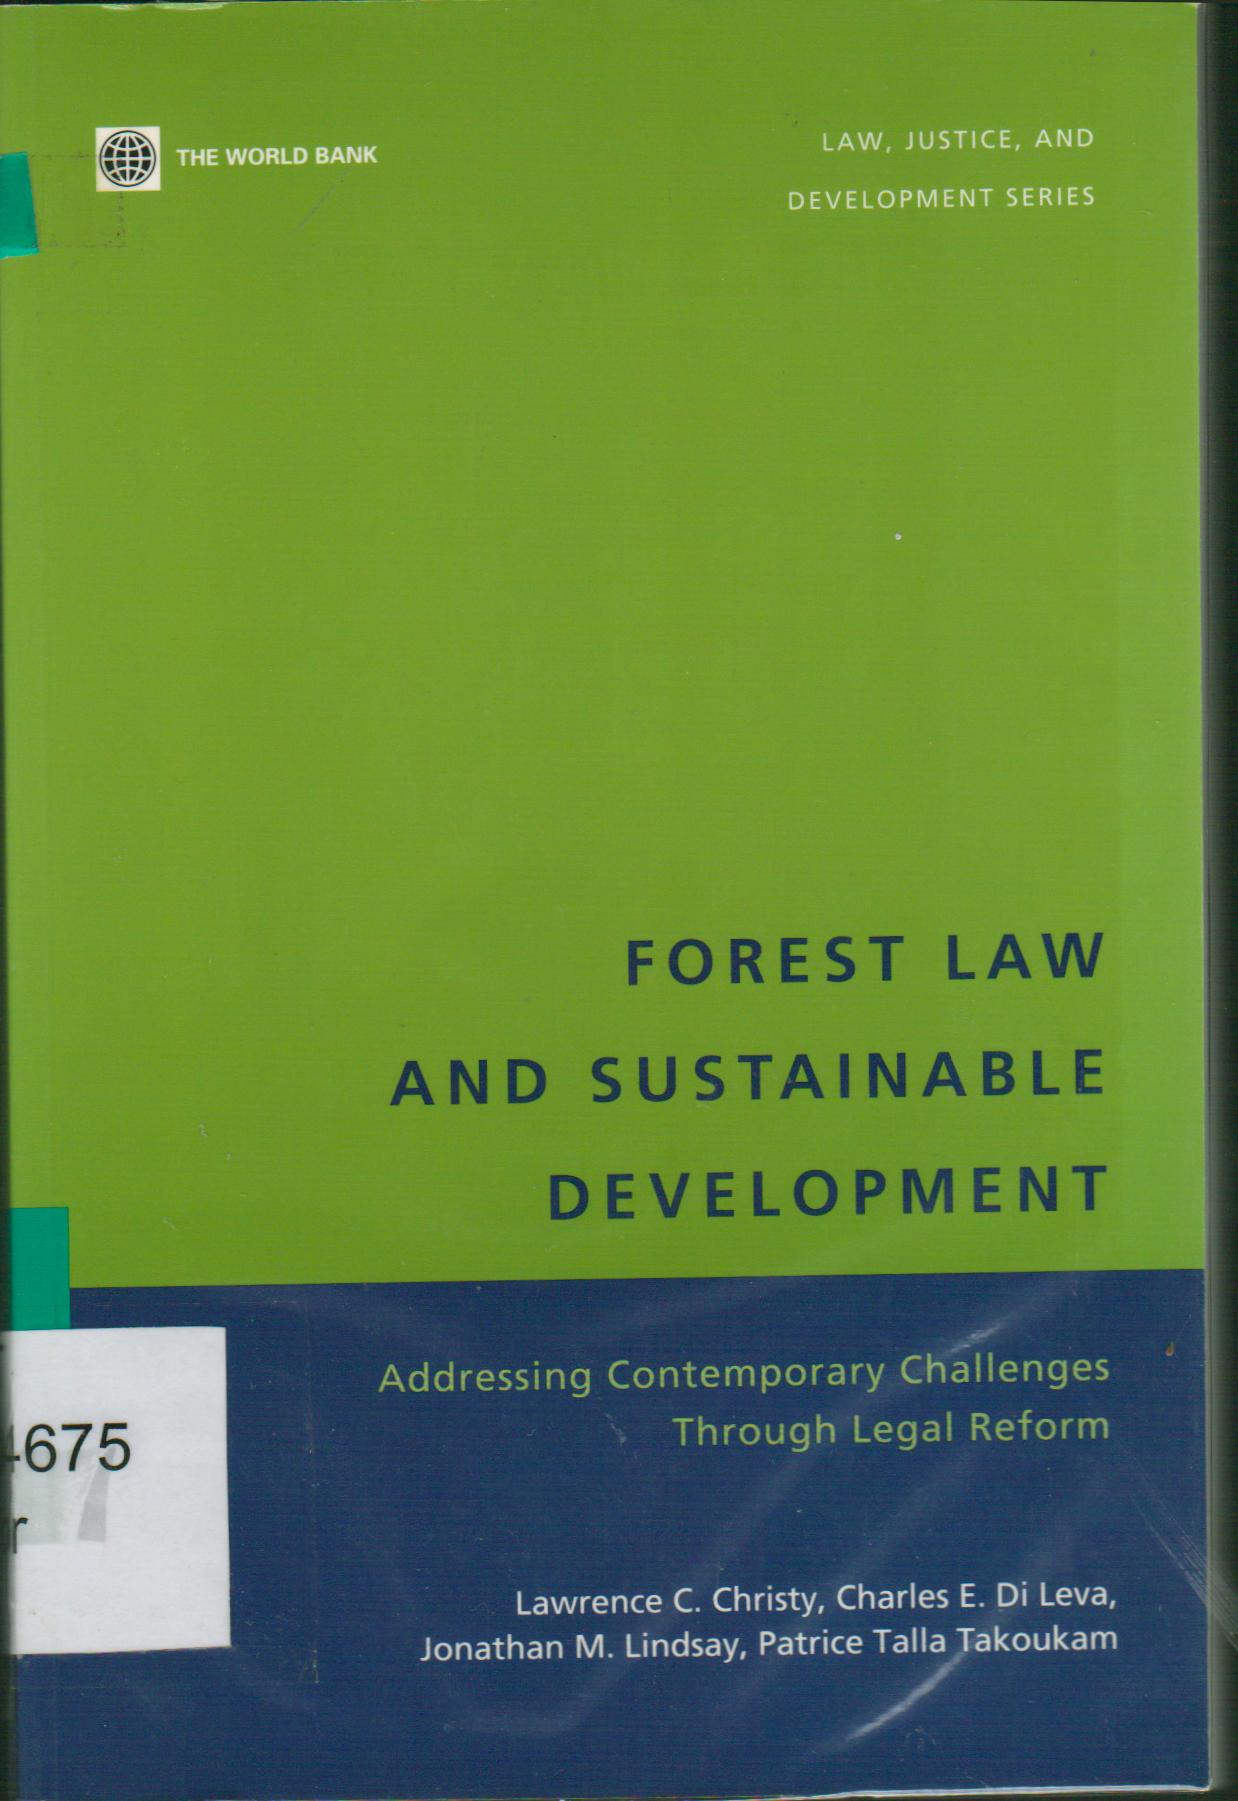 THE WORLD BANK
LAW, JUSTICE, AND
DEVELOPMENT SERIES
FOREST LAW
AND SUSTAINABLE
DEVELOPMENT
Addressing Contemporary Challenges
Through Legal Reform
4675
r
Lawrence C. Christy, Charles E. Di Leva,
Jonathan M. Lindsay, Patrice Talla Takoukam